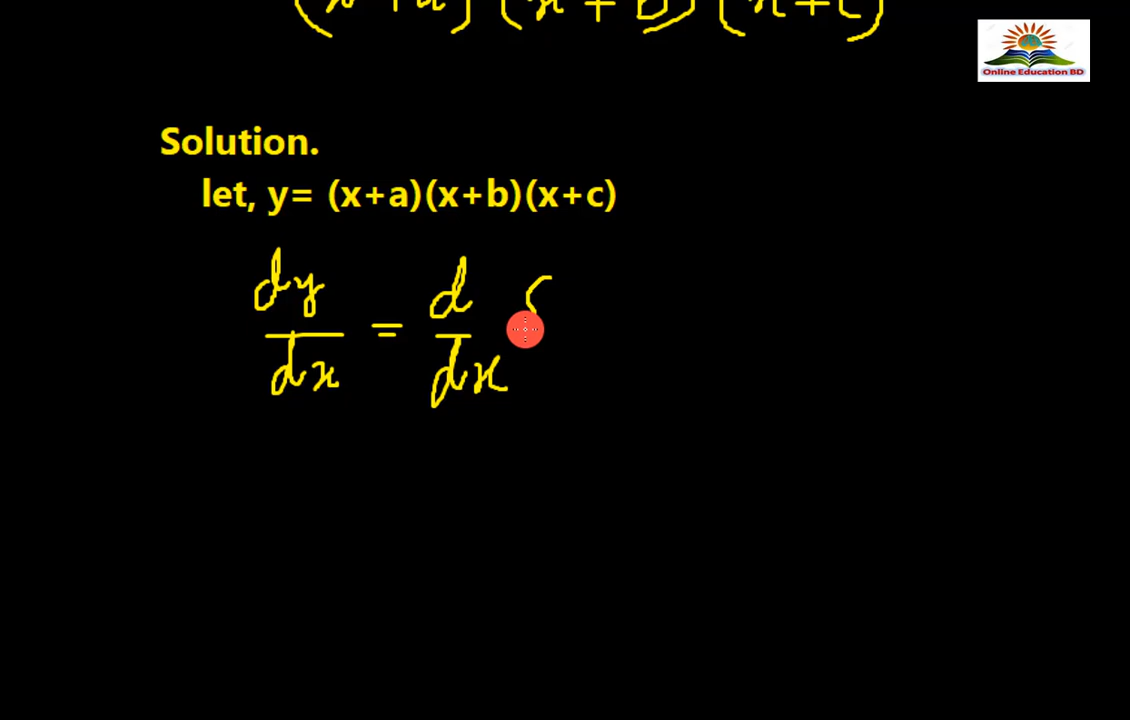 (x+a) (x+b) (x+c)
Online Education BD
Solution.
let, y= (x+a)(x+b)(x+c)
dy/dx = d/dx {